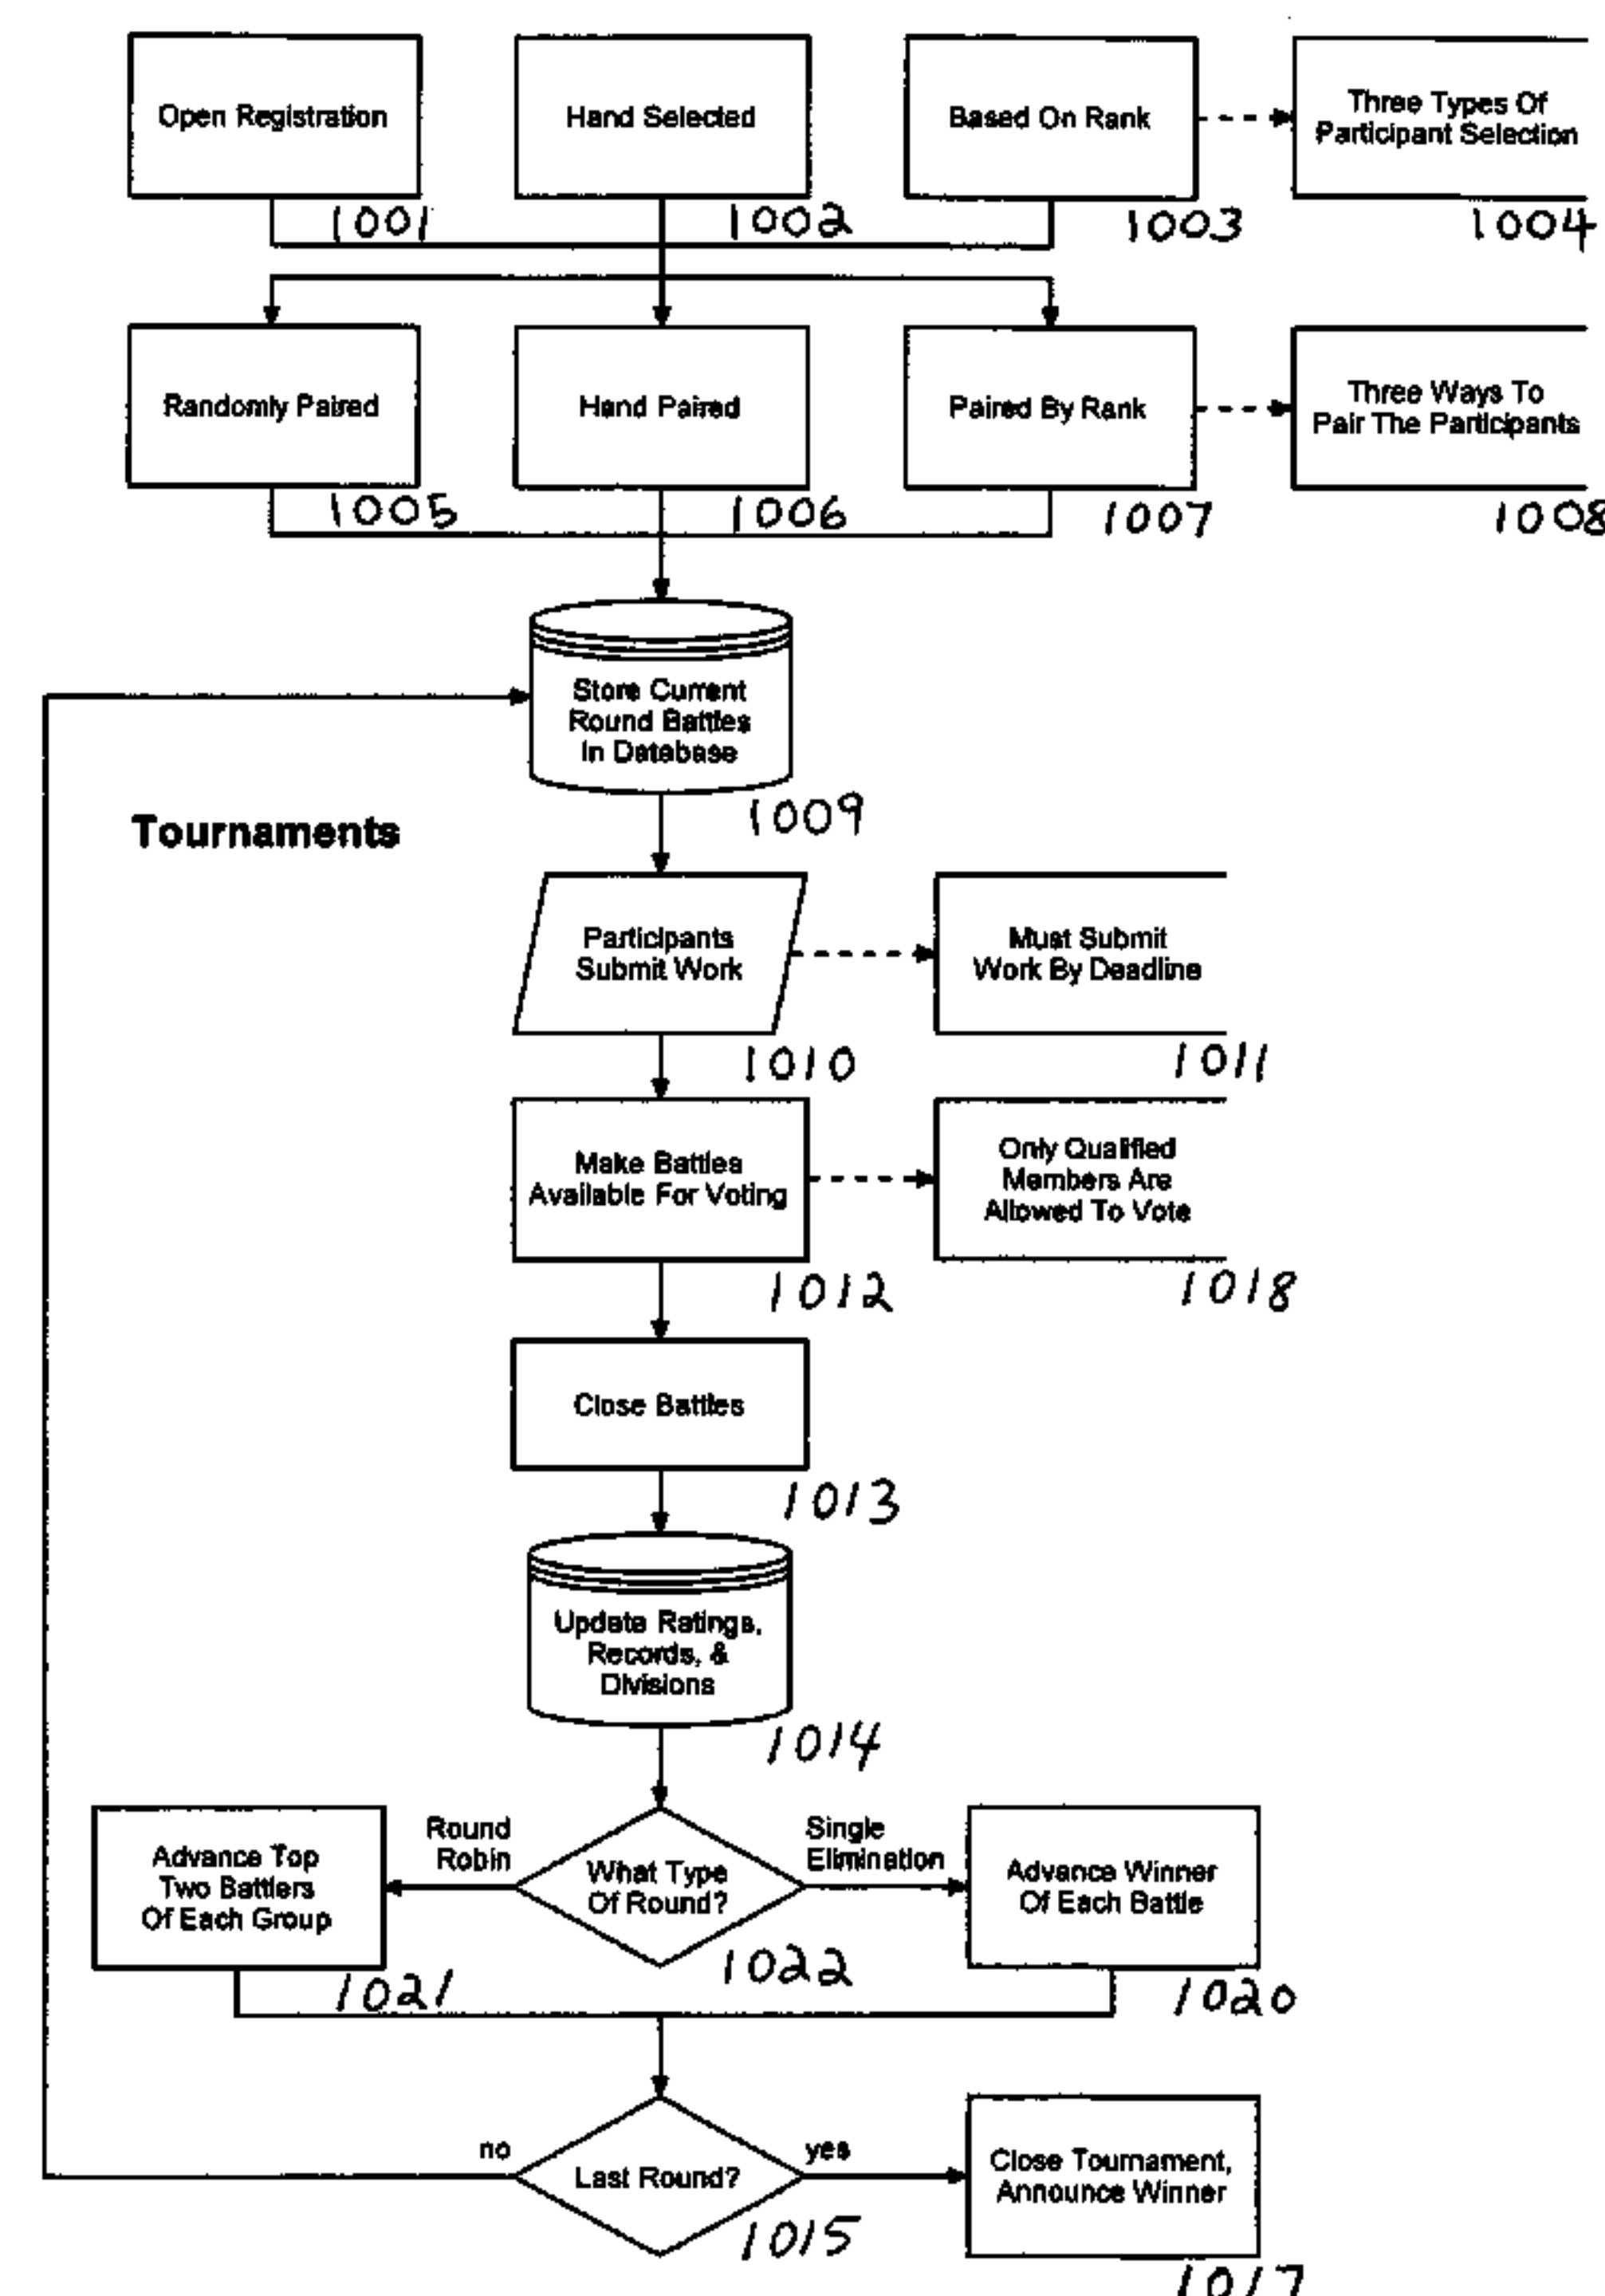 Open Registration
Hand Selected
Based On Rank
Three Types Of
Participant Selection
1001
1002
1003
1004
Randomly Paired
Hand Paired
Paired By Rank
Three Ways To
Pair The Participants
1005
1006
1007
1008
Store Current
Round Battles
In Database
1009
Tournaments
Participants
Submit Work
Must Submit
Work By Deadline
1010
1011
Make Battles
Available For Voting
Only Qualified
Members Are
Allowed To Vote
1012
1018
Close Battles
1013
Update Ratings,
Records, &
Divisions
1014
Advance Top
Two Battlers
Of Each Group
Round
Robin
What Type
Of Round?
Single
Elimination
Advance Winner
Of Each Battle
1021
1022
1020
no
Last Round?
yes
Close Tournament,
Announce Winner
1015
1017